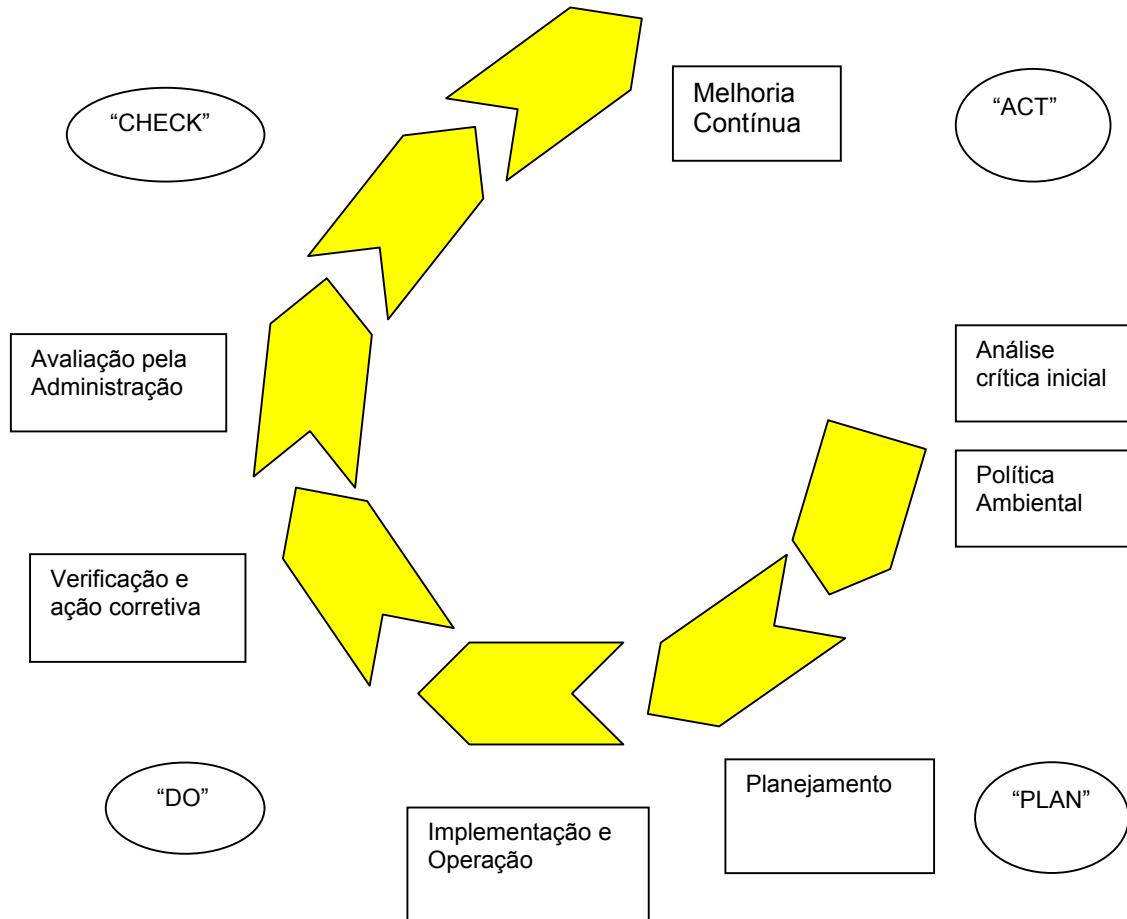 “CHECK”
Melhoria
Contínua
“ACT”
Avaliação pela
Administração
Análise
crítica inicial
Política
Ambiental
Verificação e
ação corretiva
“DO”
Implementação e
Operação
Planejamento
“PLAN”